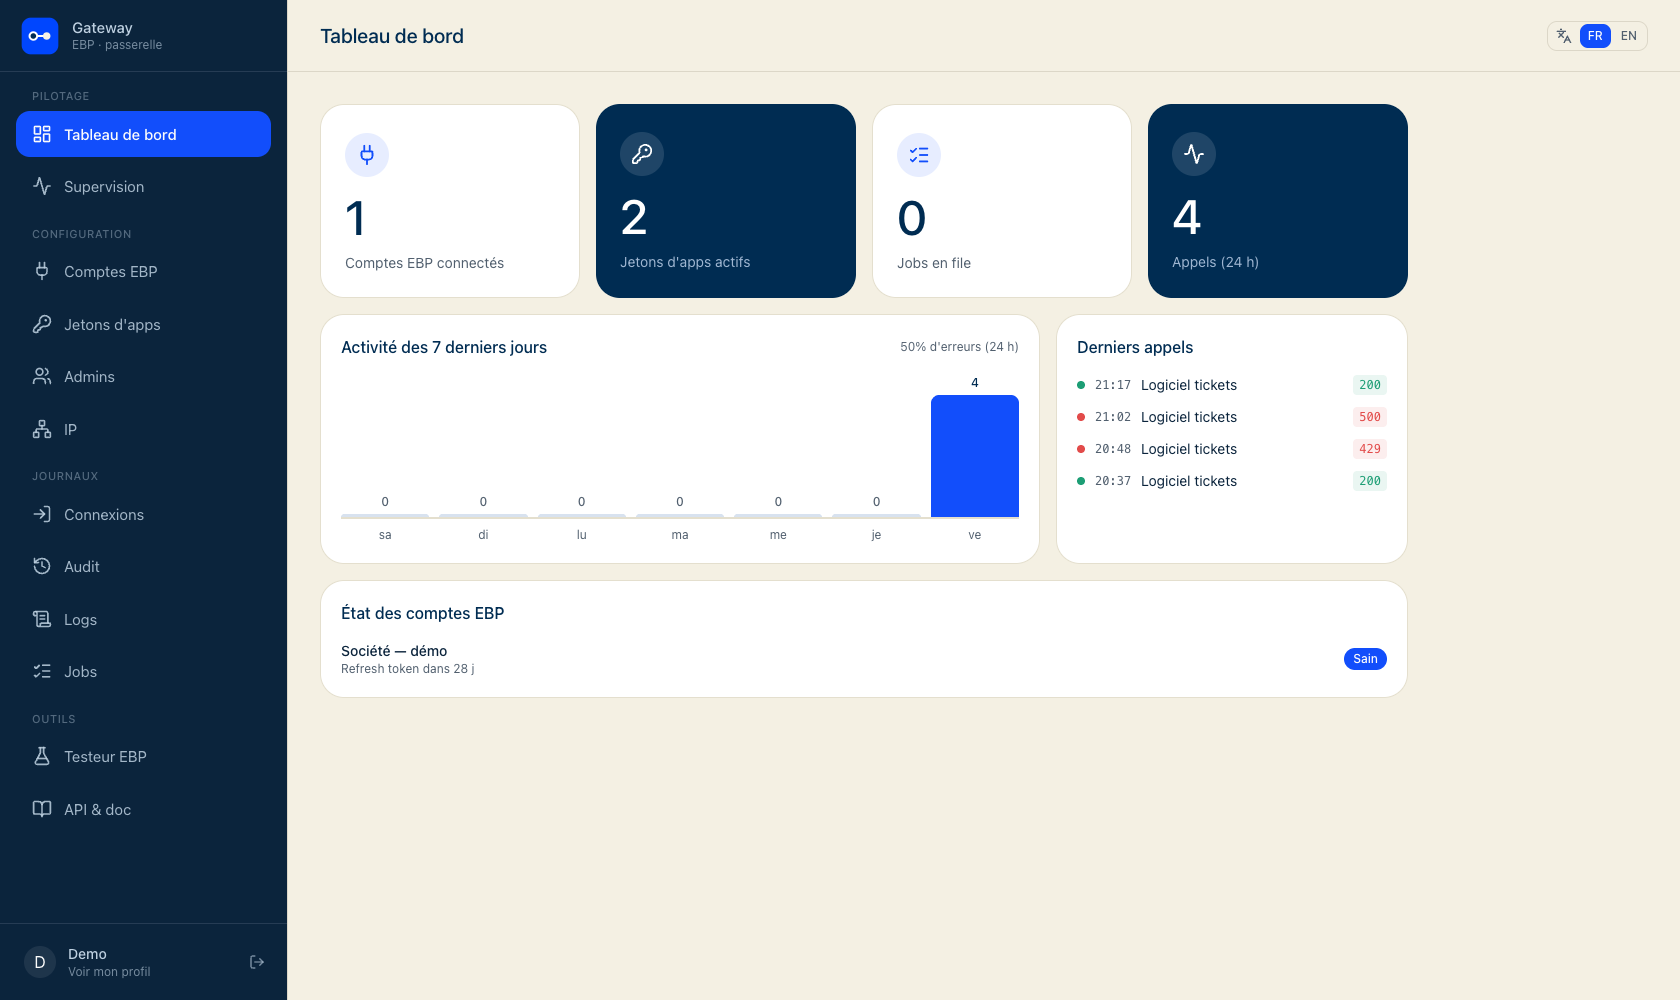 Gateway
EBP · passerelle
PILOTAGE
Tableau de bord
Supervision
CONFIGURATION
Comptes EBP
Jetons d'apps
Admins
IP
JOURNAUX
Connexions
Audit
Logs
Jobs
OUTILS
Testeur EBP
API & doc
Demo
Voir mon profil
D
Tableau de bord
FR EN
1
Comptes EBP connectés
2
Jetons d'apps actifs
0
Jobs en file
4
Appels (24 h)
Activité des 7 derniers jours
50% d'erreurs (24 h)
4
0 0 0 0 0 0
sa di lu ma me je ve
Derniers appels
21:17 Logiciel tickets 200
21:02 Logiciel tickets 500
20:48 Logiciel tickets 429
20:37 Logiciel tickets 200
État des comptes EBP
Société — démo
Refresh token dans 28 j
Sain